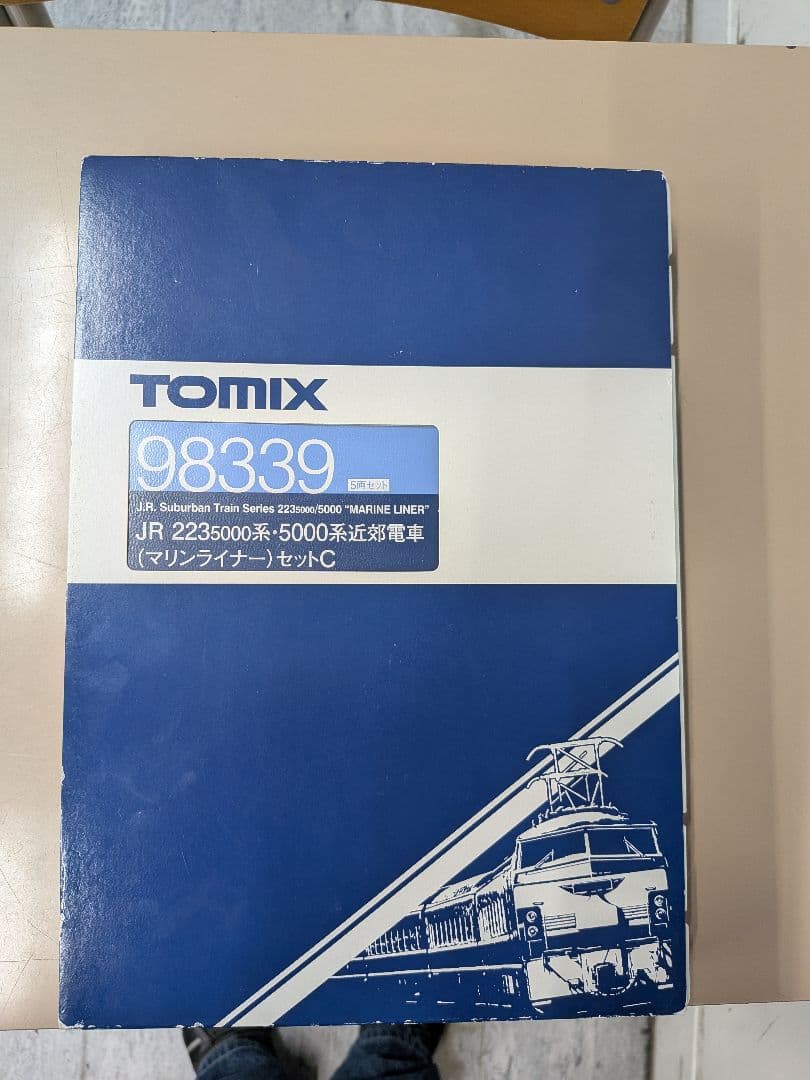 TOMIX
98339 5両セット
J.R. Suburban Train Series 2235000/5000 "MARINE LINER"
JR 2235000系・5000系近郊電車
(マリンライナー)セットC